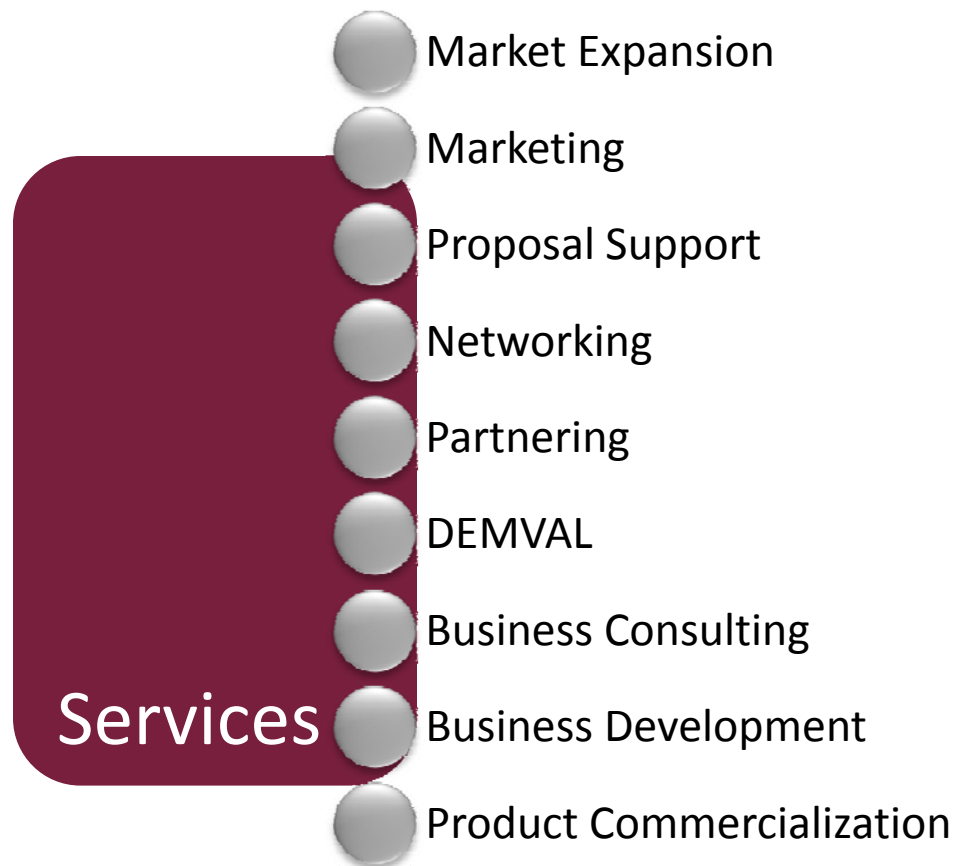 Market Expansion
Marketing
Proposal Support
Networking
Partnering
DEMVAL
Business Consulting
Services
Business Development
Product Commercialization